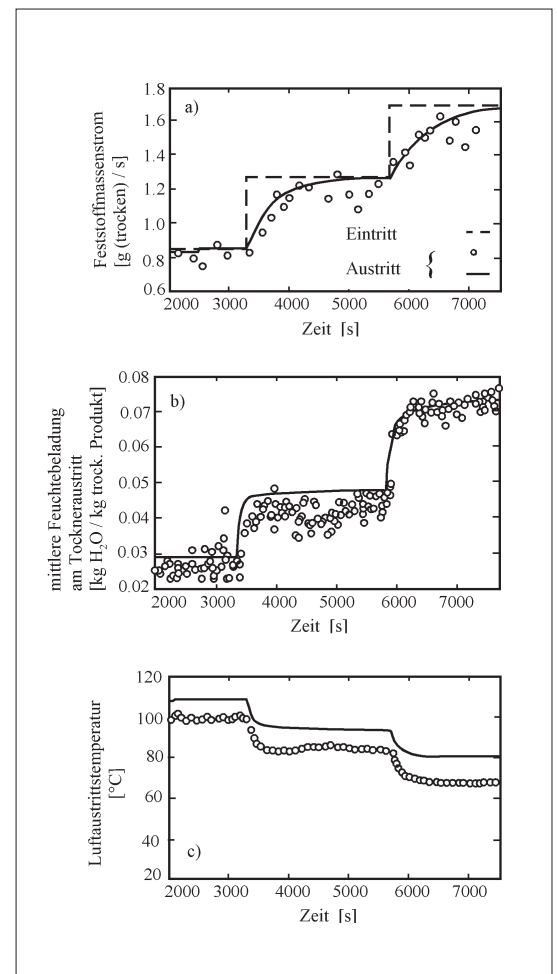 1.8
1.6
1.4
1.2
1.0
0.8
0.6
a)
Feststoffmassenstrom
[g (trocken) / s]
Eintritt
Austritt {
2000 3000 4000 5000 6000 7000
Zeit [s]
0.08
0.07
0.06
0.05
0.04
0.03
0.02
b)
mittlere Feuchtebeladung
am Tockneraustritt
[kg H₂O / kg trock. Produkt]
2000 3000 4000 5000 6000 7000
Zeit [s]
120
100
80
60
40
20
c)
Luftaustrittstemperatur
[°C]
2000 3000 4000 5000 6000 7000
Zeit [s]